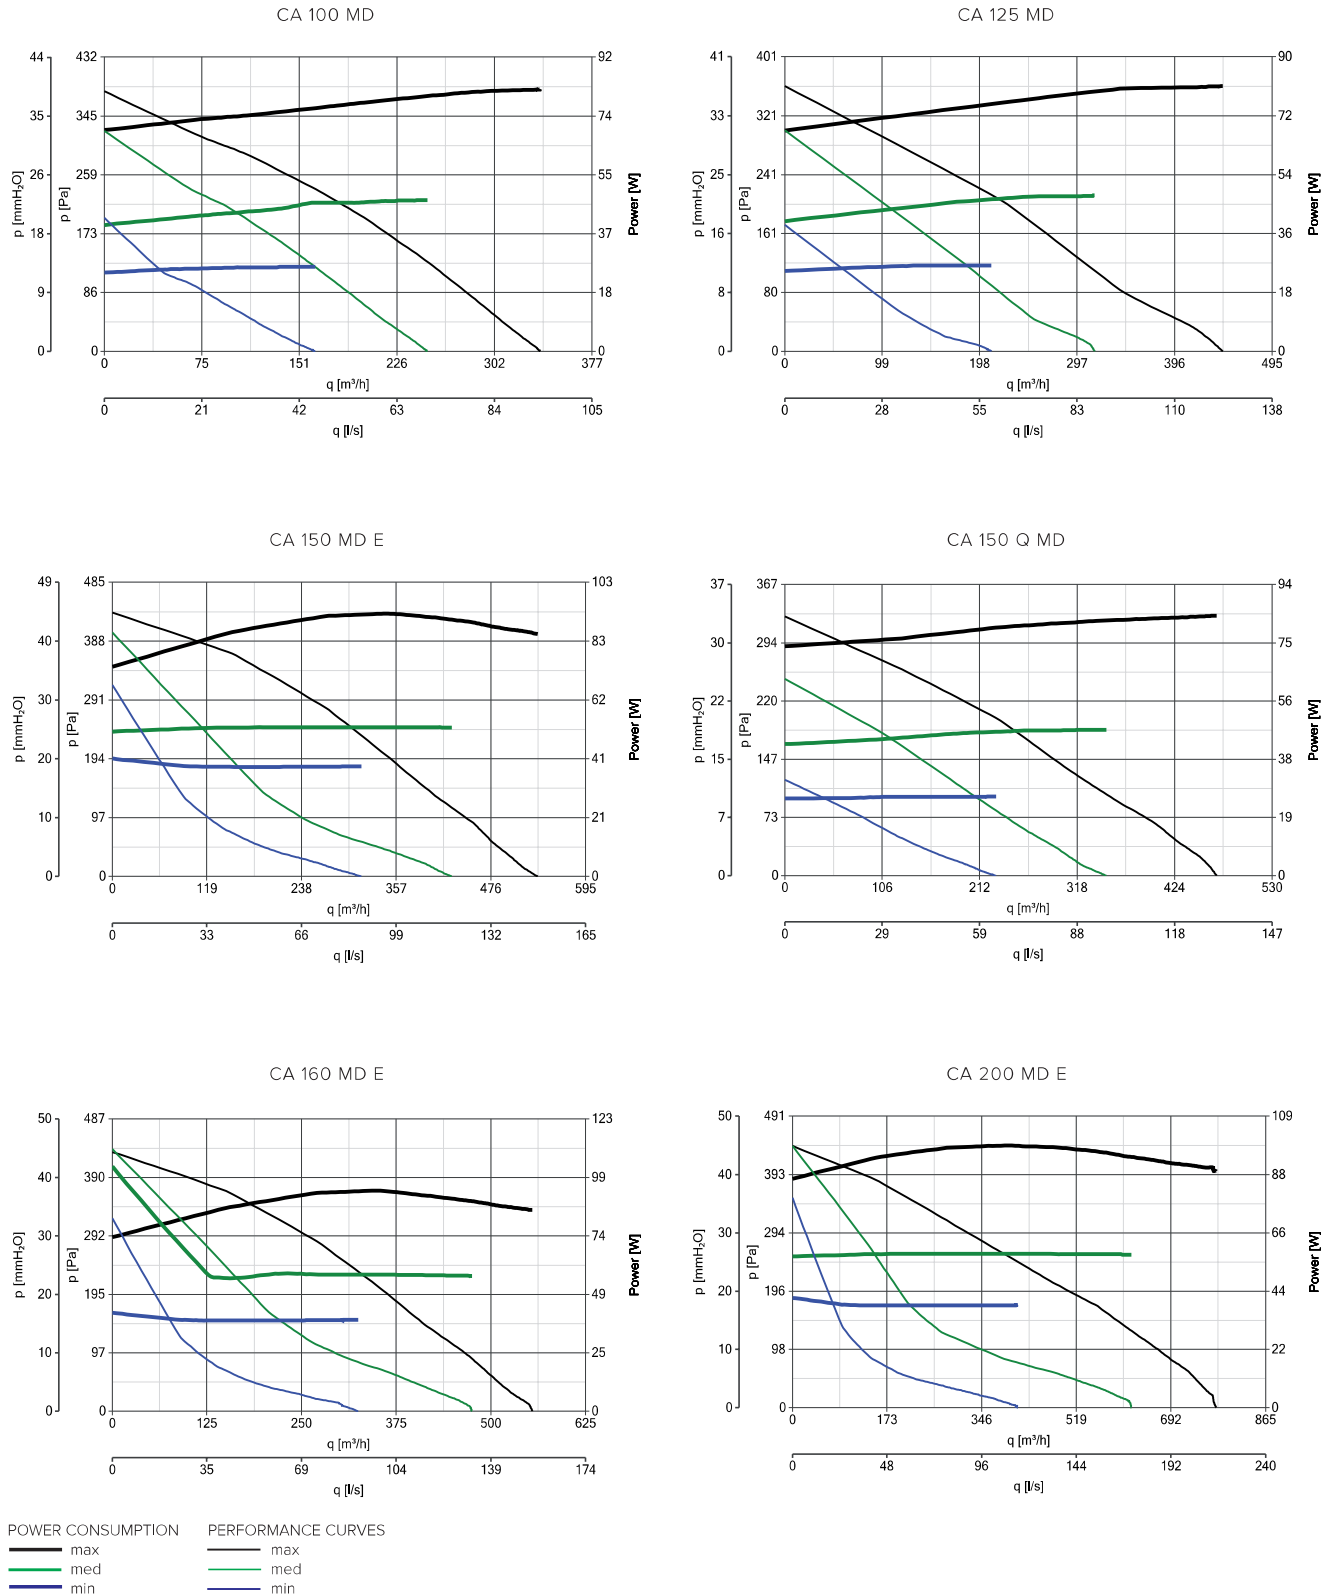 CA 100 MD
CA 125 MD
44 432 92
35 345 74
26 259 55
18 173 37
9 86 18
0 0 0
p [mmH₂O]
p [Pa]
Power [W]
0 75 151 226 302 377
q [m³/h]
0 21 42 63 84 105
q [l/s]
41 401 90
33 321 72
25 241 54
16 161 36
8 80 18
0 0 0
p [mmH₂O]
p [Pa]
Power [W]
0 99 198 297 396 495
q [m³/h]
0 28 55 83 110 138
q [l/s]
CA 150 MD E
CA 150 Q MD
49 485 103
40 388 83
30 291 62
20 194 41
10 97 21
0 0 0
p [mmH₂O]
p [Pa]
Power [W]
0 119 238 357 476 595
q [m³/h]
0 33 66 99 132 165
q [l/s]
37 367 94
30 294 75
22 220 56
15 147 38
7 73 19
0 0 0
p [mmH₂O]
p [Pa]
Power [W]
0 106 212 318 424 530
q [m³/h]
0 29 59 88 118 147
q [l/s]
CA 160 MD E
CA 200 MD E
50 487 123
40 390 99
30 292 74
20 195 49
10 97 25
0 0 0
p [mmH₂O]
p [Pa]
Power [W]
0 125 250 375 500 625
q [m³/h]
0 35 69 104 139 174
q [l/s]
50 491 109
40 393 88
30 294 66
20 196 44
10 98 22
0 0 0
p [mmH₂O]
p [Pa]
Power [W]
0 173 346 519 692 865
q [m³/h]
0 48 96 144 192 240
q [l/s]
POWER CONSUMPTION
max
med
min
PERFORMANCE CURVES
max
med
min